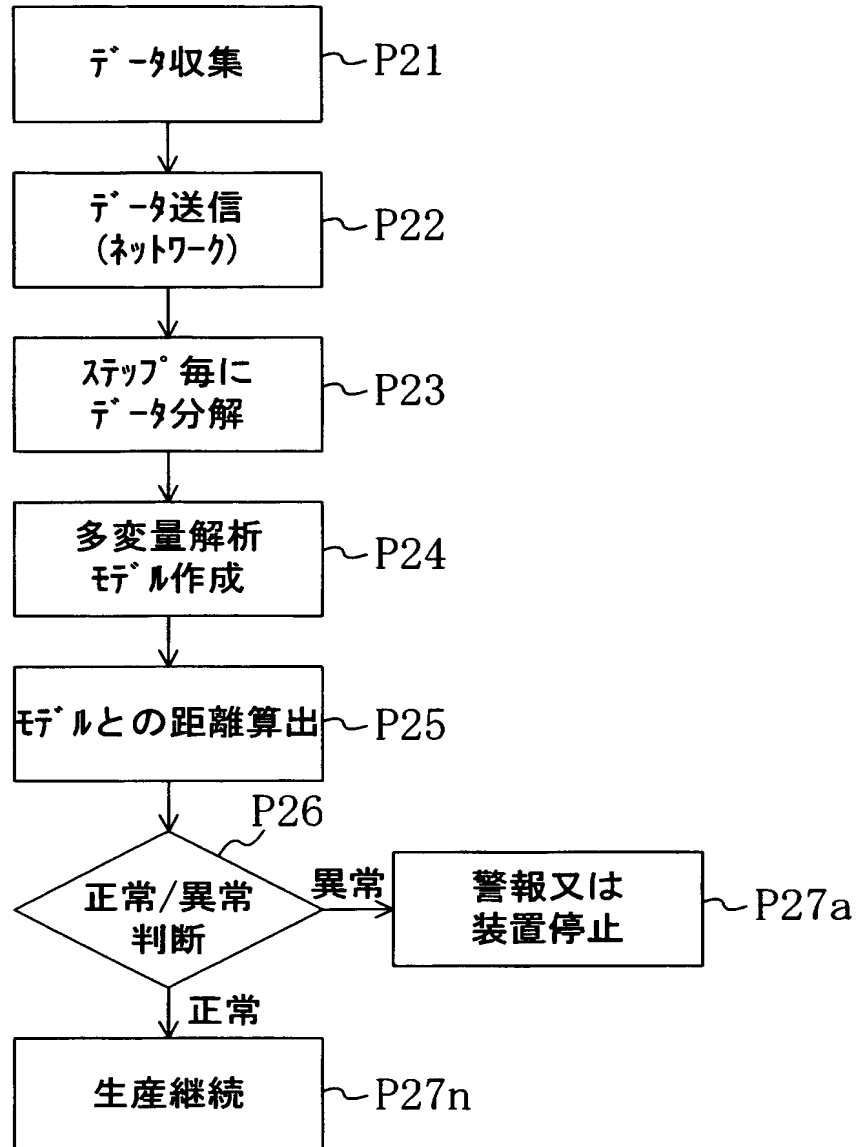 データ収集
P21
データ送信
(ネットワーク)
P22
ステップ毎に
データ分解
P23
多変量解析
モデル作成
P24
モデルとの距離算出
P25
P26
正常/異常
判断
異常
警報又は
装置停止
P27a
正常
生産継続
P27n